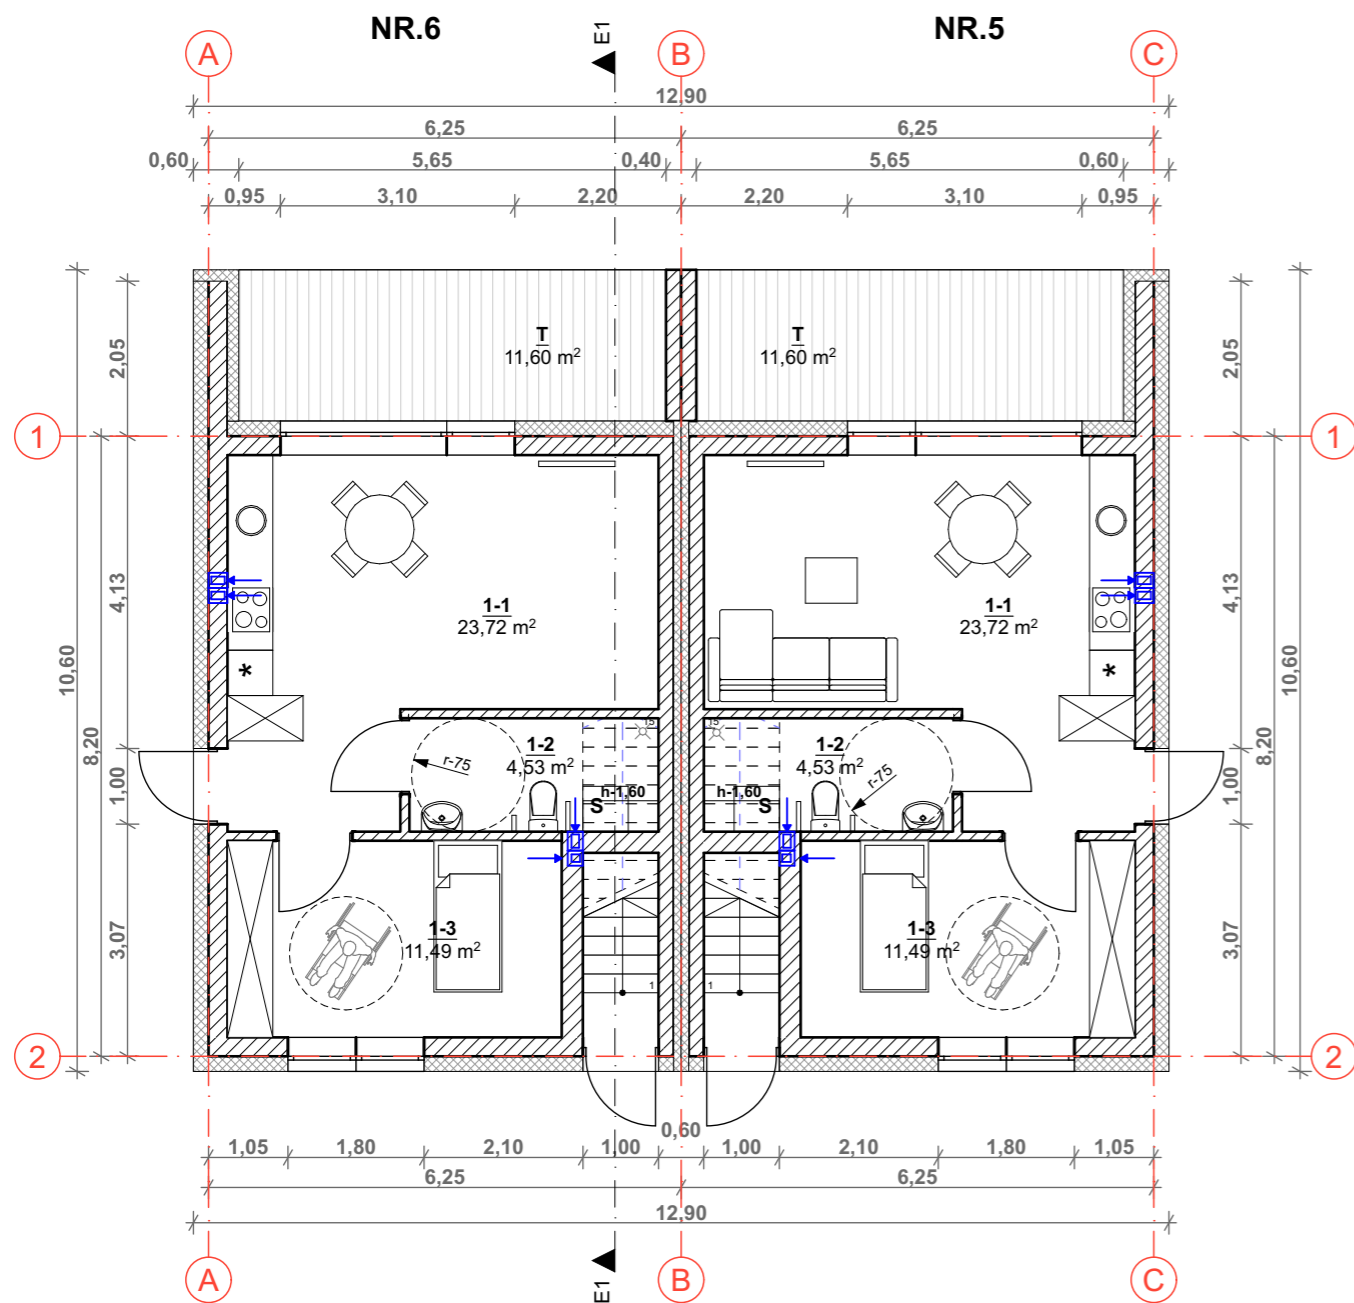 NR.6
NR.5
E1
A
B
C
12,90
6,25
6,25
0,60
5,65
0,40
5,65
0,60
0,95
3,10
2,20
2,20
3,10
0,95
T
11,60 m²
T
11,60 m²
2,05
2,05
1
1
4,13
4,13
10,60
10,60
8,20
8,20
1-1
23,72 m²
1-1
23,72 m²
*
*
15
15
1-2
4,53 m²
1-2
4,53 m²
r-75
r-75
h-1,60
h-1,60
S
S
1,00
1,00
3,07
3,07
1-3
11,49 m²
1-3
11,49 m²
1
1
2
2
0,60
1,05
1,80
2,10
1,00
1,00
2,10
1,80
1,05
6,25
6,25
12,90
A
B
C
E1